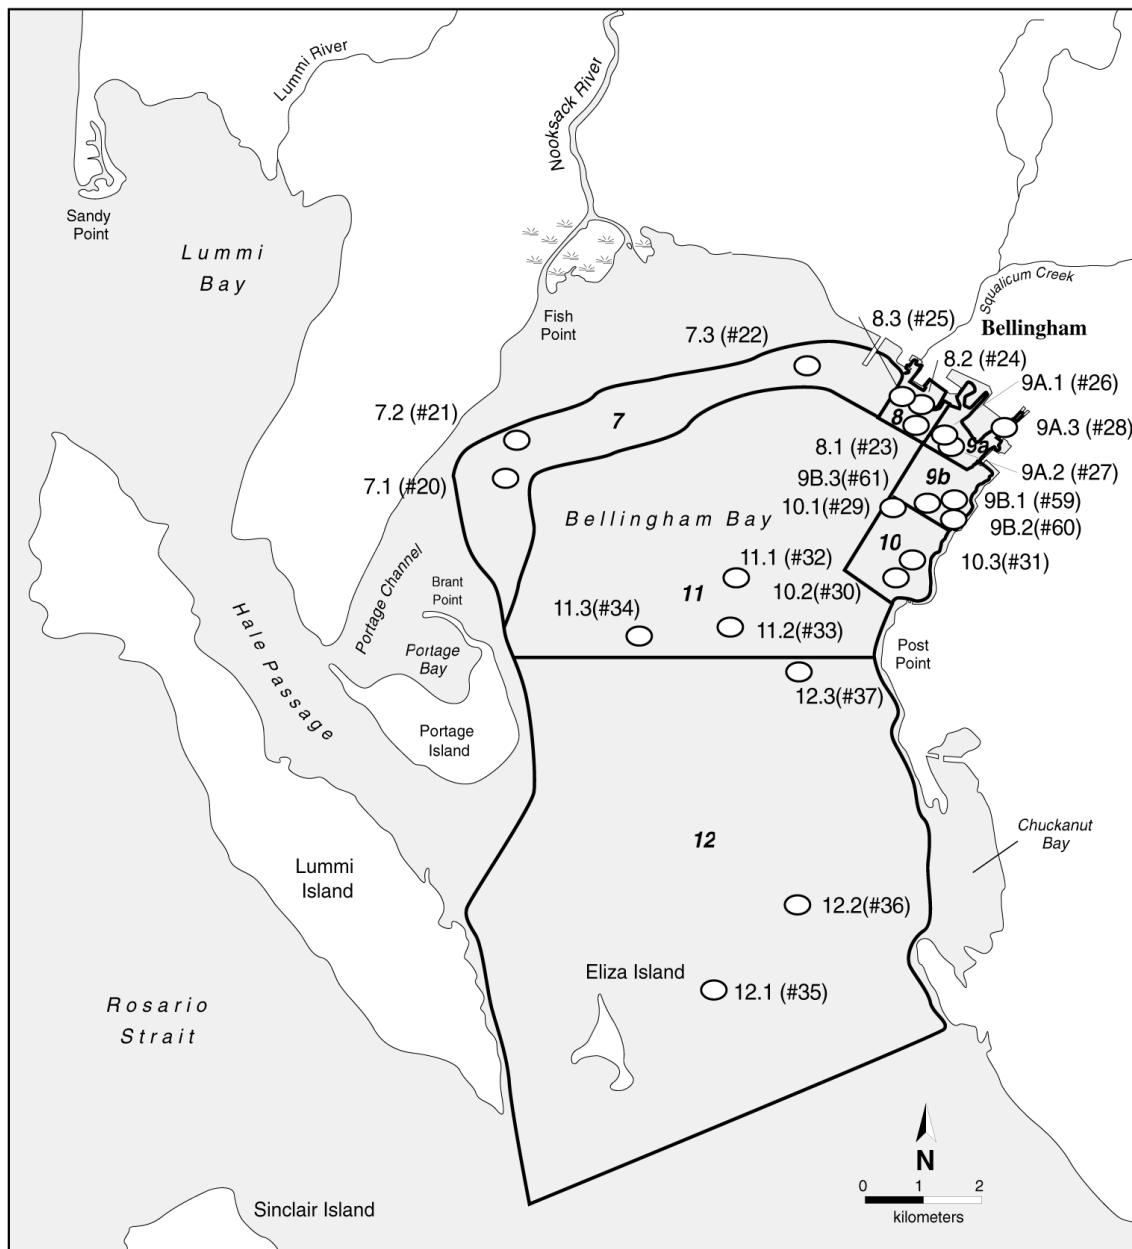 Lummi River
Nooksack River
Sandy
Point
Lummi
Bay
Squalicum Creek
Fish
Point
8.3 (#25)
Bellingham
7.3 (#22)
8.2 (#24)
9A.1 (#26)
7.2 (#21)
7
8
9A.3 (#28)
8.1 (#23)
9a
9A.2 (#27)
7.1 (#20)
9B.3(#61)
9b
9B.1 (#59)
10.1(#29)
Bellingham Bay
9B.2(#60)
10
10.3(#31)
11.1 (#32)
10.2(#30)
Portage Channel
Brant
Point
11
11.3(#34)
11.2(#33)
Hale Passage
Portage
Bay
Post
Point
12.3(#37)
Portage
Island
12
Chuckanut
Bay
Lummi
Island
12.2(#36)
Eliza Island
12.1 (#35)
Rosario
Strait
N
0 1 2
kilometers
Sinclair Island